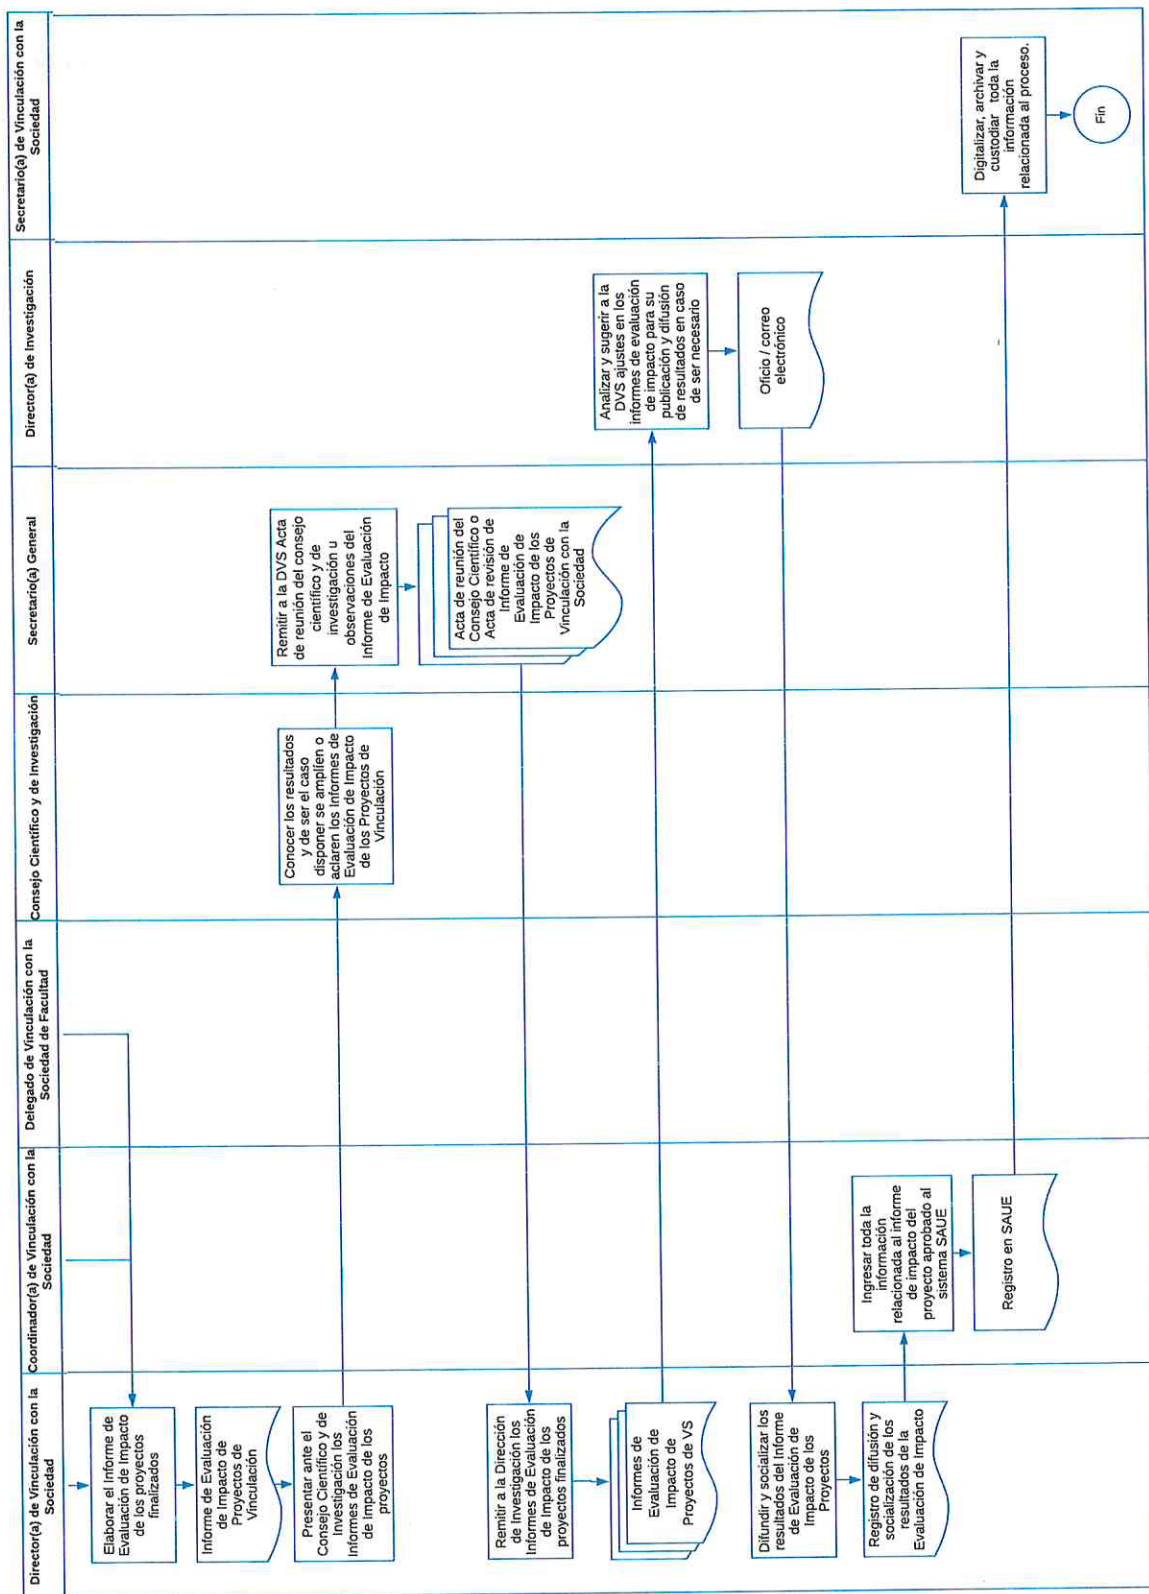 Director(a) de Vinculación con la
Sociedad
Coordinador(a) de Vinculación con la
Sociedad
Delegado de Vinculación con la
Sociedad de Facultad
Consejo Científico y de Investigación
Secretario(a) General
Director(a) de Investigación
Secretario(a) de Vinculación con la
Sociedad
Elaborar el Informe de
Evaluación de Impacto
de los proyectos
finalizados
Informe de Evaluación
de Impacto de
Proyectos de
Vinculación
Presentar ante el
Consejo Científico y de
Investigación los
Informes de Evaluación
de Impacto de los
proyectos
Conocer los resultados
y de ser el caso
disponer se amplíen o
aclaren los Informes de
Evaluación de Impacto
de los Proyectos de
Vinculación
Remitir a la DVS Acta
de reunión del consejo
científico y de
investigación u
observaciones del
Informe de Evaluación
de Impacto
Acta de reunión del
Consejo Científico o
Acta de revisión de
Informe de
Evaluación de
Impacto de los
Proyectos de
Vinculación con la
Sociedad
Remitir a la Dirección
de Investigación los
Informes de Evaluación
de Impacto de los
proyectos finalizados
Informes de
Evaluación de
Impacto de
Proyectos de VS
Analizar y sugerir a la
DVS ajustes en los
informes de evaluación
de impacto para su
publicación y difusión
de resultados en caso
de ser necesario
Oficio / correo
electrónico
Difundir y socializar los
resultados del Informe
de Evaluación de
Impacto de los
Proyectos
Registro de difusión y
socialización de los
resultados de la
Evaluación de Impacto
Ingresar toda la
información
relacionada al informe
de impacto del
proyecto aprobado al
sistema SAUE
Registro en SAUE
Digitalizar, archivar y
custodiar toda la
información
relacionada al proceso.
Fin